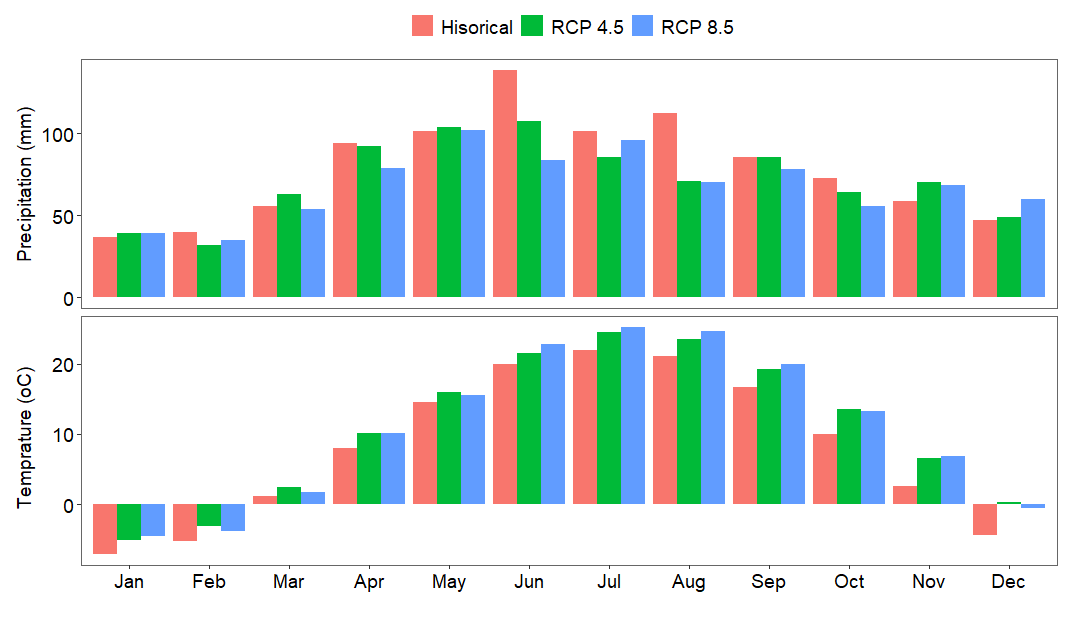 Hisorical RCP 4.5 RCP 8.5
Precipitation (mm)
100
50
0
Temprature (oC)
20
10
0
Jan Feb Mar Apr May Jun Jul Aug Sep Oct Nov Dec